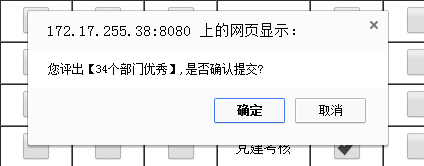 172.17.255.38:8080 上的网页显示:
您评出【34个部门优秀】,是否确认提交?
确定 取消
党建考核